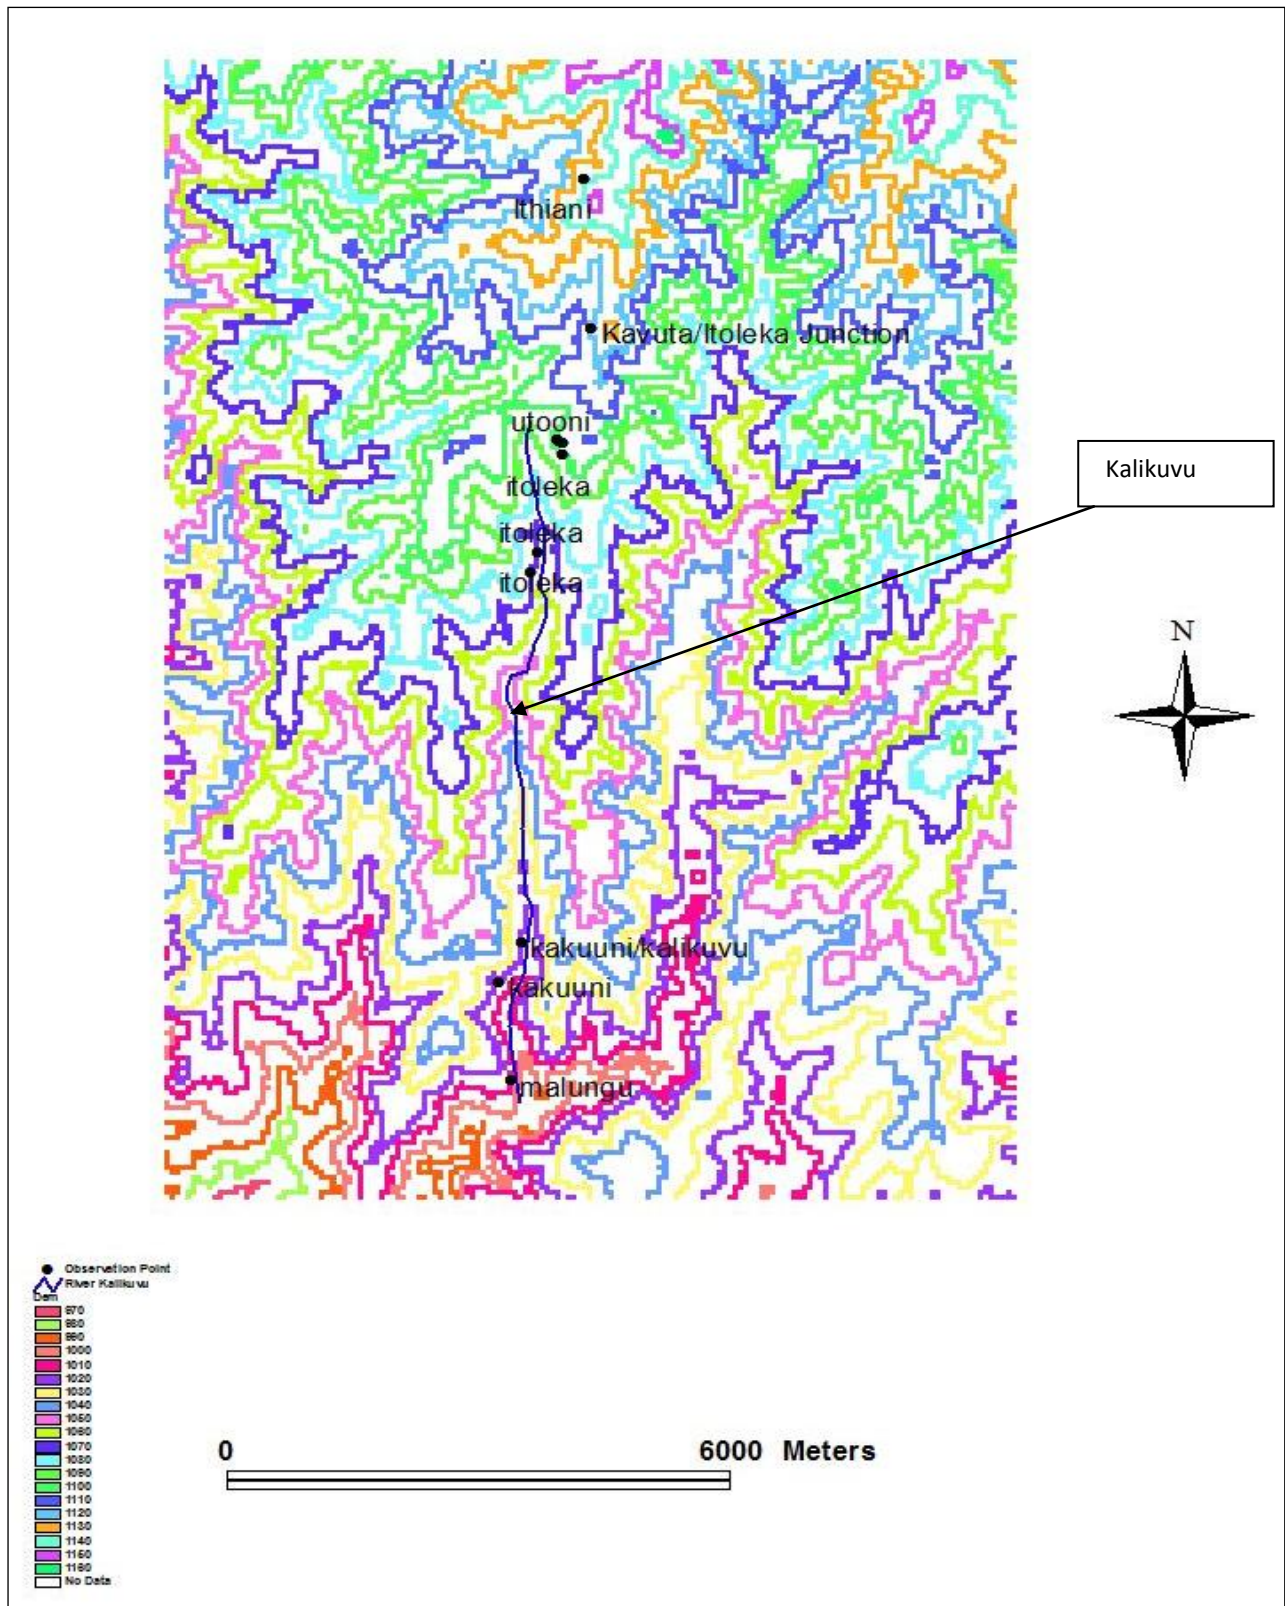 Ithiani
Kavuta/Itoleka Junction
utooni
itoleka
Kalikuvu
itoleka
itoleka
N
kakuuni/kalikuvu
kakuuni
malungu
Observation Point
River Kalikuvu
Dem
970
980
990
1000
1010
1020
1030
1040
1050
1060
1070
1080
1090
1100
1110
1120
1130
1140
1150
1160
No Data
0 6000 Meters